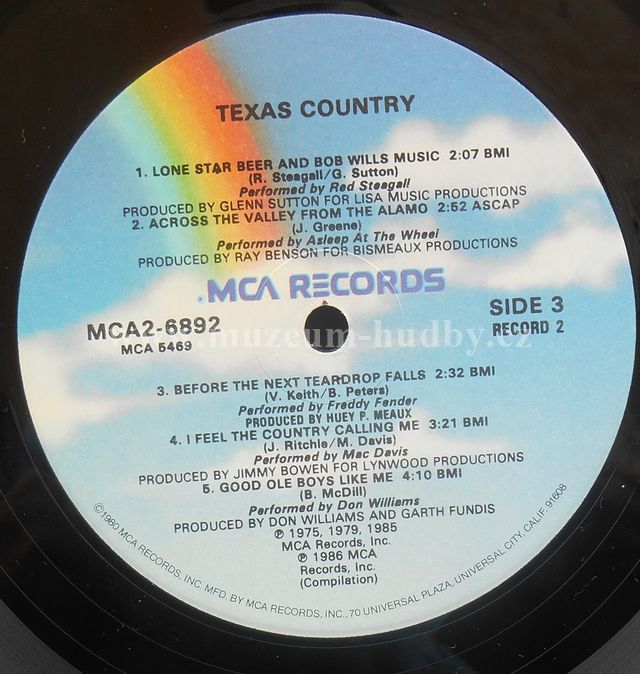 TEXAS COUNTRY
1. LONE STAR BEER AND BOB WILLS MUSIC 2:07 BMI
(R. Steagall/G. Sutton)
Performed by Red Steagall
PRODUCED BY GLENN SUTTON FOR LISA MUSIC PRODUCTIONS
2. ACROSS THE VALLEY FROM THE ALAMO 2:52 ASCAP
(J. Greene)
Performed by Asleep At The Wheel
PRODUCED BY RAY BENSON FOR BISMEAUX PRODUCTIONS
MCA RECORDS
MCA2-6892
MCA 5469
SIDE 3
RECORD 2
www.muzeum-hudby.cz
3. BEFORE THE NEXT TEARDROP FALLS 2:32 BMI
(V. Keith/B. Peters)
Performed by Freddy Fender
PRODUCED BY HUEY P. MEAUX
4. I FEEL THE COUNTRY CALLING ME 3:21 BMI
(J. Ritchie/M. Davis)
Performed by Mac Davis
PRODUCED BY JIMMY BOWEN FOR LYNWOOD PRODUCTIONS
5. GOOD OLE BOYS LIKE ME 4:10 BMI
(B. McDill)
Performed by Don Williams
PRODUCED BY DON WILLIAMS AND GARTH FUNDIS
℗ 1975, 1979, 1985
MCA Records, Inc.
℗ 1986 MCA
Records, Inc.
(Compilation)
©1980 MCA RECORDS, INC. MFD. BY MCA RECORDS, INC., 70 UNIVERSAL PLAZA, UNIVERSAL CITY, CALIF. 91608